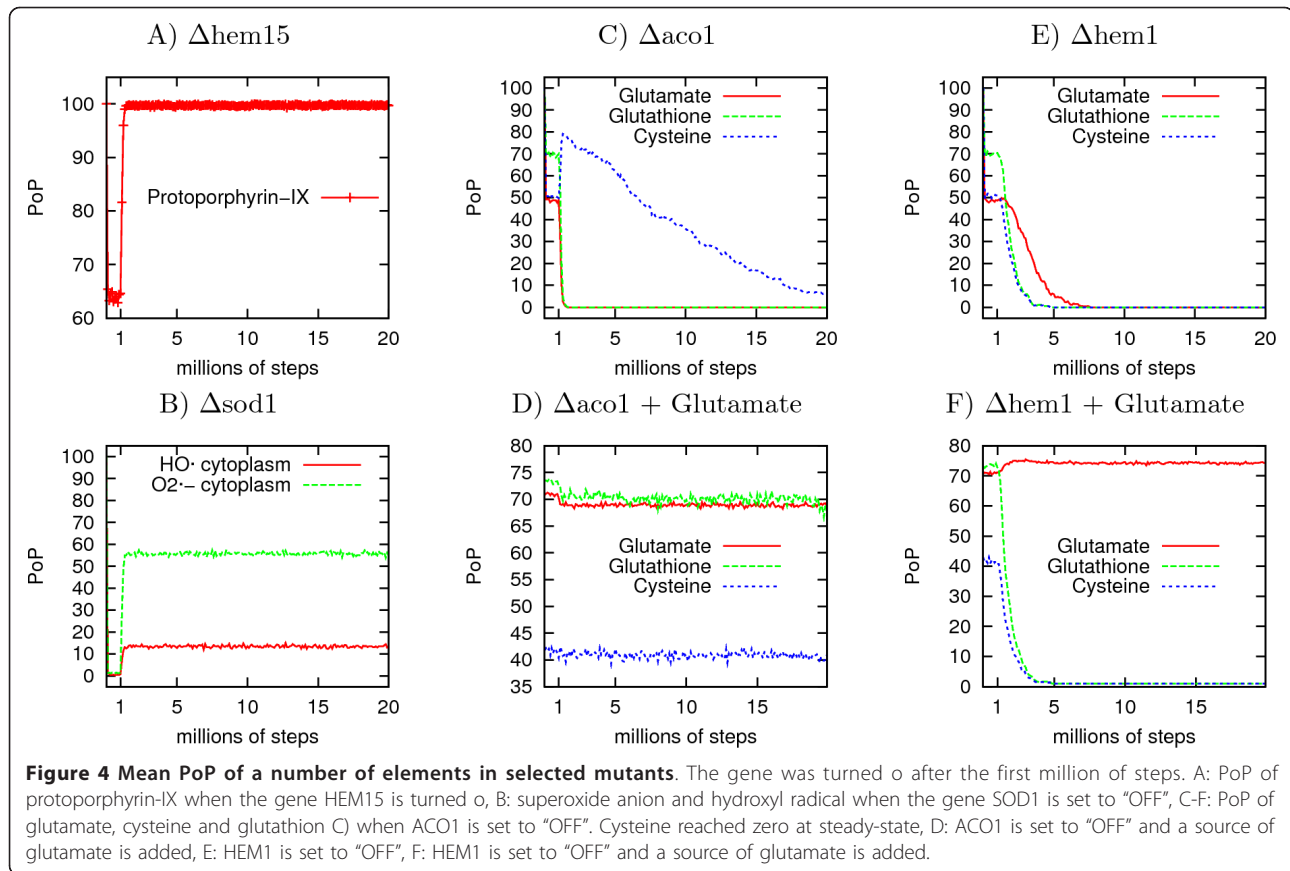 A) Δhem15
100
90
80
70
60
PoP
Protoporphyrin-IX
1 5 10 15 20
millions of steps
B) Δsod1
100
90
80
70
60
50
40
30
20
10
0
PoP
HO· cytoplasm
O2·- cytoplasm
1 5 10 15 20
millions of steps
C) Δaco1
100
90
80
70
60
50
40
30
20
10
0
PoP
Glutamate
Glutathione
Cysteine
1 5 10 15 20
millions of steps
D) Δaco1 + Glutamate
80
75
70
65
60
55
50
45
40
35
PoP
Glutamate
Glutathione
Cysteine
1 5 10 15
millions of steps
E) Δhem1
100
90
80
70
60
50
40
30
20
10
0
PoP
Glutamate
Glutathione
Cysteine
1 5 10 15 20
millions of steps
F) Δhem1 + Glutamate
80
70
60
50
40
30
20
10
0
PoP
Glutamate
Glutathione
Cysteine
1 5 10 15
millions of steps
Figure 4 Mean PoP of a number of elements in selected mutants. The gene was turned o after the first million of steps. A: PoP of
protoporphyrin-IX when the gene HEM15 is turned o, B: superoxide anion and hydroxyl radical when the gene SOD1 is set to “OFF”, C-F: PoP of
glutamate, cysteine and glutathion C) when ACO1 is set to “OFF”. Cysteine reached zero at steady-state, D: ACO1 is set to “OFF” and a source of
glutamate is added, E: HEM1 is set to “OFF”, F: HEM1 is set to “OFF” and a source of glutamate is added.